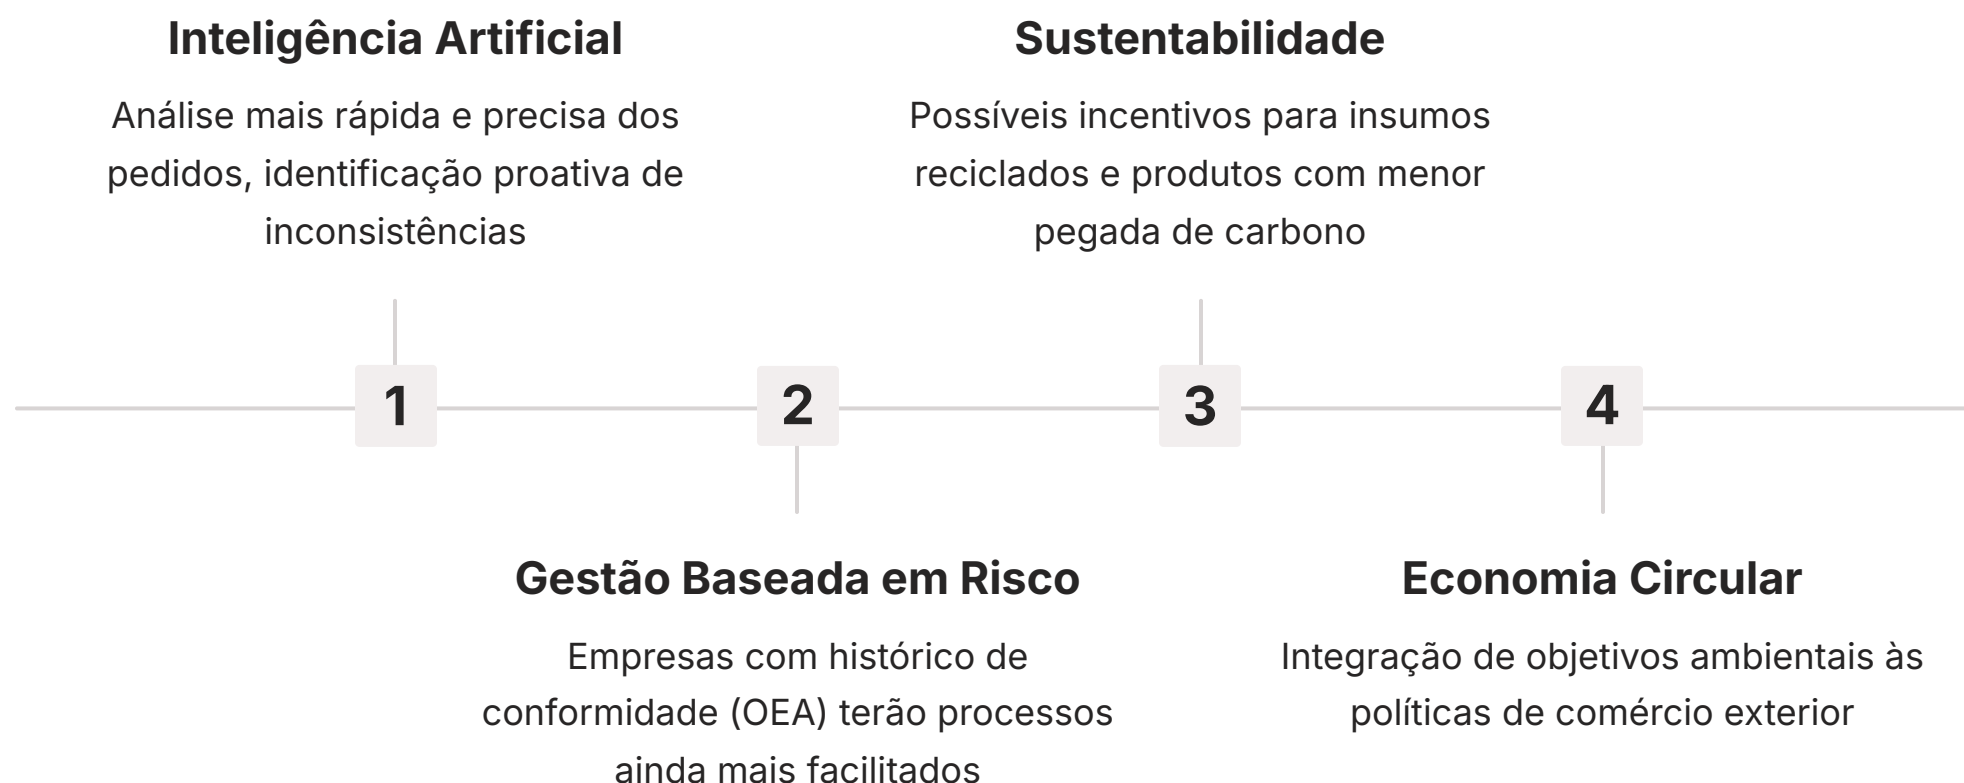 Inteligência Artificial
Análise mais rápida e precisa dos
pedidos, identificação proativa de
inconsistências
Sustentabilidade
Possíveis incentivos para insumos
reciclados e produtos com menor
pegada de carbono
1
2
3
4
Gestão Baseada em Risco
Empresas com histórico de
conformidade (OEA) terão processos
ainda mais facilitados
Economia Circular
Integração de objetivos ambientais às
políticas de comércio exterior